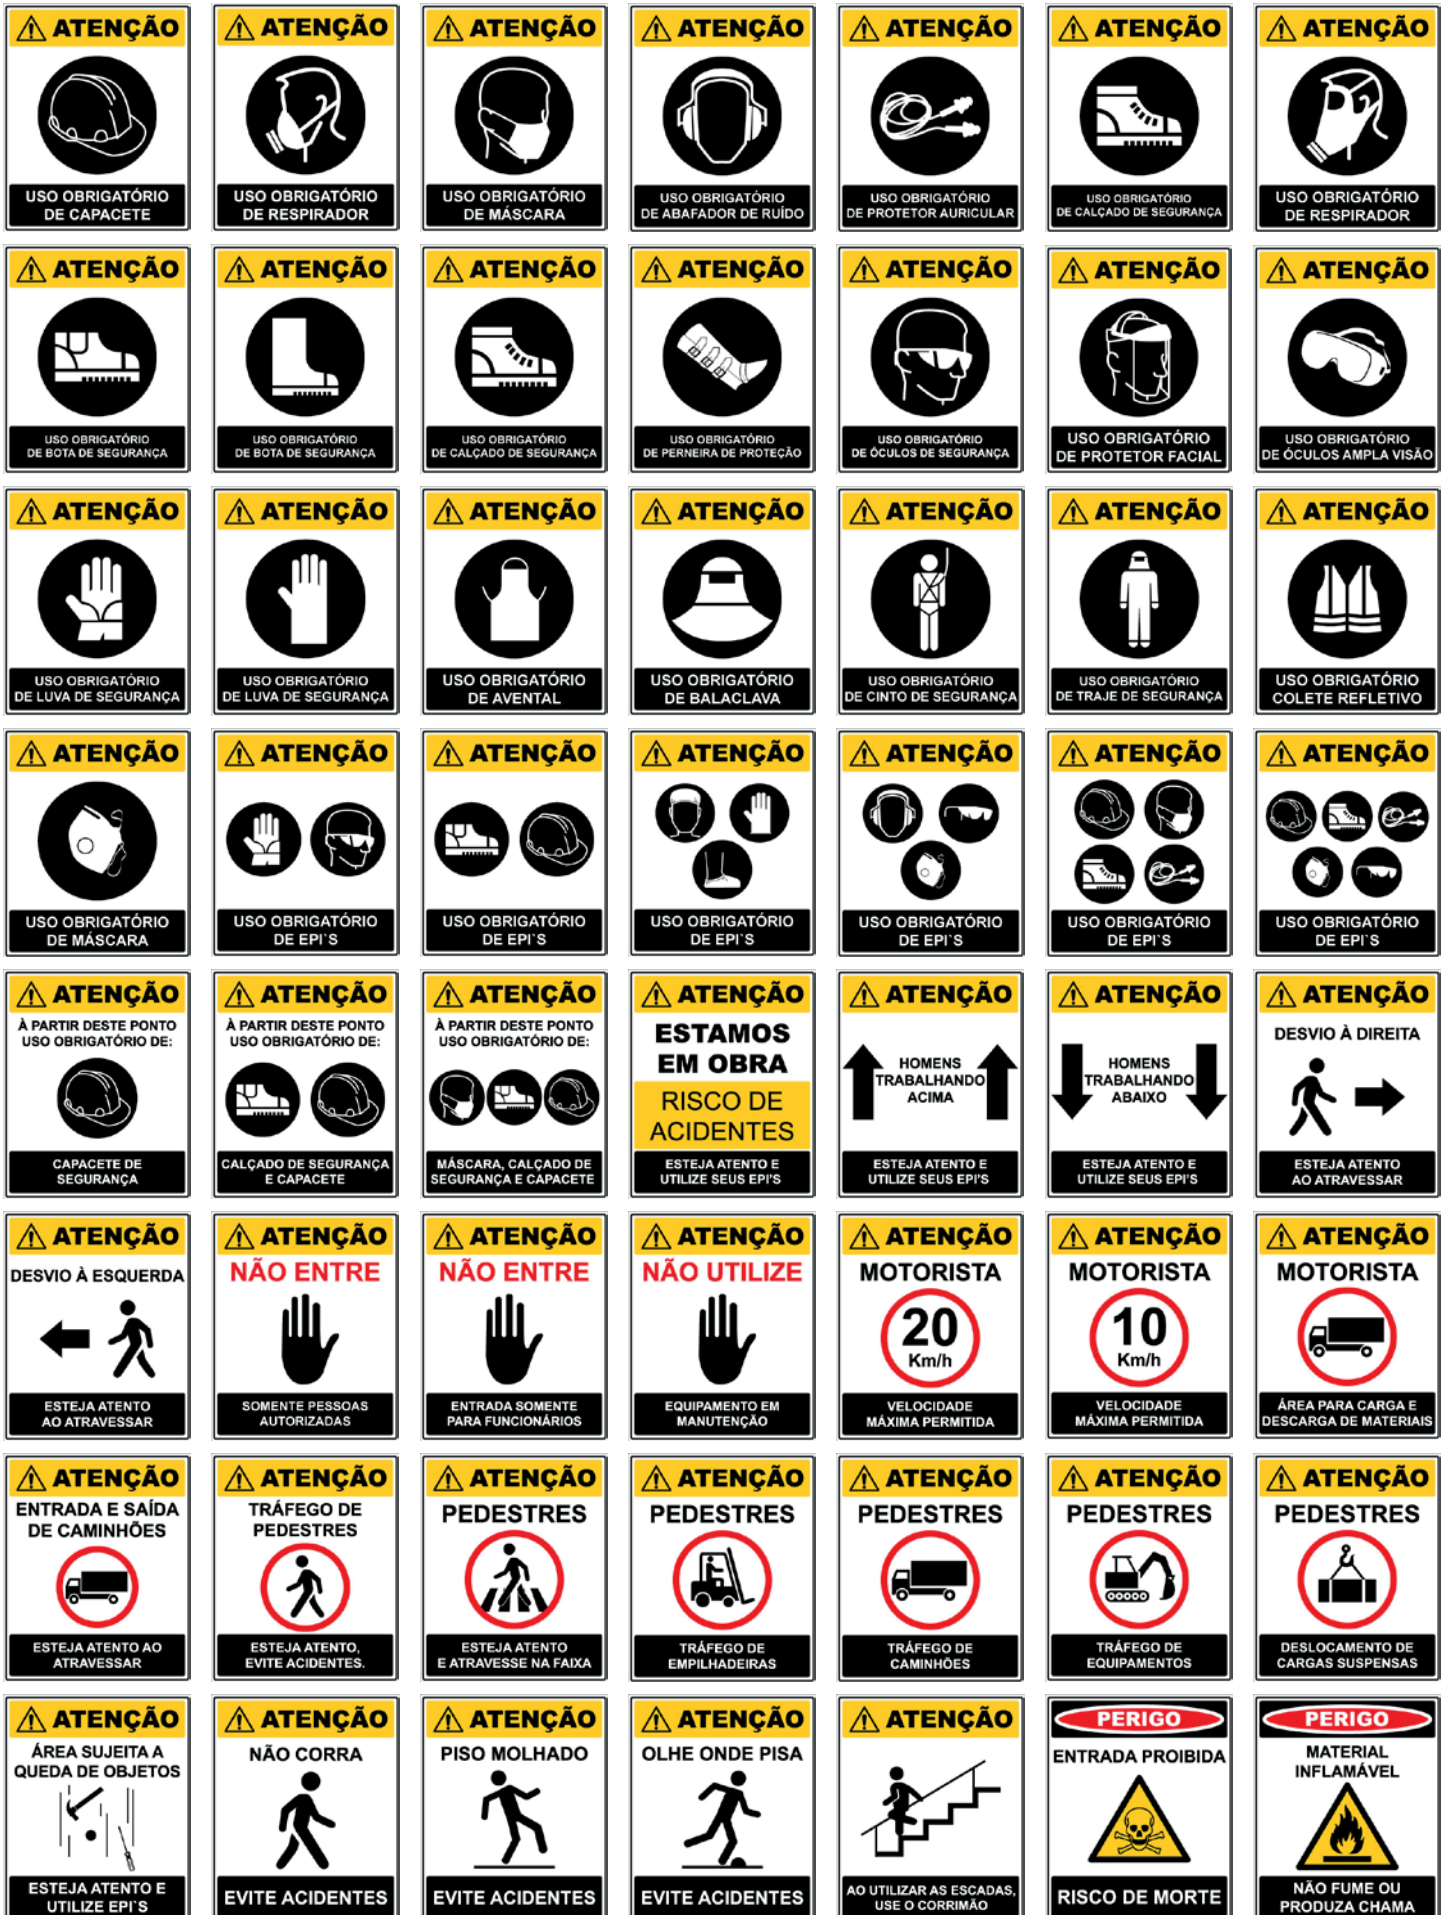 ATENÇÃO
USO OBRIGATÓRIO
DE CAPACETE
ATENÇÃO
USO OBRIGATÓRIO
DE RESPIRADOR
ATENÇÃO
USO OBRIGATÓRIO
DE MÁSCARA
ATENÇÃO
USO OBRIGATÓRIO
DE ABAFADOR DE RUÍDO
ATENÇÃO
USO OBRIGATÓRIO
DE PROTETOR AURICULAR
ATENÇÃO
USO OBRIGATÓRIO
DE CALÇADO DE SEGURANÇA
ATENÇÃO
USO OBRIGATÓRIO
DE RESPIRADOR
ATENÇÃO
USO OBRIGATÓRIO
DE BOTA DE SEGURANÇA
ATENÇÃO
USO OBRIGATÓRIO
DE BOTA DE SEGURANÇA
ATENÇÃO
USO OBRIGATÓRIO
DE CALÇADO DE SEGURANÇA
ATENÇÃO
USO OBRIGATÓRIO
DE PERNEIRA DE PROTEÇÃO
ATENÇÃO
USO OBRIGATÓRIO
DE ÓCULOS DE SEGURANÇA
ATENÇÃO
USO OBRIGATÓRIO
DE PROTETOR FACIAL
ATENÇÃO
USO OBRIGATÓRIO
DE ÓCULOS AMPLA VISÃO
ATENÇÃO
USO OBRIGATÓRIO
DE LUVA DE SEGURANÇA
ATENÇÃO
USO OBRIGATÓRIO
DE LUVA DE SEGURANÇA
ATENÇÃO
USO OBRIGATÓRIO
DE AVENTAL
ATENÇÃO
USO OBRIGATÓRIO
DE BALACLAVA
ATENÇÃO
USO OBRIGATÓRIO
DE CINTO DE SEGURANÇA
ATENÇÃO
USO OBRIGATÓRIO
DE TRAJE DE SEGURANÇA
ATENÇÃO
USO OBRIGATÓRIO
COLETE REFLETIVO
ATENÇÃO
USO OBRIGATÓRIO
DE MÁSCARA
ATENÇÃO
USO OBRIGATÓRIO
DE EPI`S
ATENÇÃO
USO OBRIGATÓRIO
DE EPI`S
ATENÇÃO
USO OBRIGATÓRIO
DE EPI`S
ATENÇÃO
USO OBRIGATÓRIO
DE EPI`S
ATENÇÃO
USO OBRIGATÓRIO
DE EPI`S
ATENÇÃO
USO OBRIGATÓRIO
DE EPI`S
ATENÇÃO
À PARTIR DESTE PONTO
USO OBRIGATÓRIO DE:
CAPACETE DE
SEGURANÇA
ATENÇÃO
À PARTIR DESTE PONTO
USO OBRIGATÓRIO DE:
CALÇADO DE SEGURANÇA
E CAPACETE
ATENÇÃO
À PARTIR DESTE PONTO
USO OBRIGATÓRIO DE:
MÁSCARA, CALÇADO DE
SEGURANÇA E CAPACETE
ATENÇÃO
ESTAMOS
EM OBRA
RISCO DE
ACIDENTES
ESTEJA ATENTO E
UTILIZE SEUS EPI'S
ATENÇÃO
HOMENS
TRABALHANDO
ACIMA
ESTEJA ATENTO E
UTILIZE SEUS EPI'S
ATENÇÃO
HOMENS
TRABALHANDO
ABAIXO
ESTEJA ATENTO E
UTILIZE SEUS EPI'S
ATENÇÃO
DESVIO À DIREITA
ESTEJA ATENTO
AO ATRAVESSAR
ATENÇÃO
DESVIO À ESQUERDA
ESTEJA ATENTO
AO ATRAVESSAR
ATENÇÃO
NÃO ENTRE
SOMENTE PESSOAS
AUTORIZADAS
ATENÇÃO
NÃO ENTRE
ENTRADA SOMENTE
PARA FUNCIONÁRIOS
ATENÇÃO
NÃO UTILIZE
EQUIPAMENTO EM
MANUTENÇÃO
ATENÇÃO
MOTORISTA
20
Km/h
VELOCIDADE
MÁXIMA PERMITIDA
ATENÇÃO
MOTORISTA
10
Km/h
VELOCIDADE
MÁXIMA PERMITIDA
ATENÇÃO
MOTORISTA
ÁREA PARA CARGA E
DESCARGA DE MATERIAIS
ATENÇÃO
ENTRADA E SAÍDA
DE CAMINHÕES
ESTEJA ATENTO AO
ATRAVESSAR
ATENÇÃO
TRÁFEGO DE
PEDESTRES
ESTEJA ATENTO,
EVITE ACIDENTES.
ATENÇÃO
PEDESTRES
ESTEJA ATENTO
E ATRAVESSE NA FAIXA
ATENÇÃO
PEDESTRES
TRÁFEGO DE
EMPILHADEIRAS
ATENÇÃO
PEDESTRES
TRÁFEGO DE
CAMINHÕES
ATENÇÃO
PEDESTRES
TRÁFEGO DE
EQUIPAMENTOS
ATENÇÃO
PEDESTRES
DESLOCAMENTO DE
CARGAS SUSPENSAS
ATENÇÃO
ÁREA SUJEITA A
QUEDA DE OBJETOS
ESTEJA ATENTO E
UTILIZE EPI`S
ATENÇÃO
NÃO CORRA
EVITE ACIDENTES
ATENÇÃO
PISO MOLHADO
EVITE ACIDENTES
ATENÇÃO
OLHE ONDE PISA
EVITE ACIDENTES
ATENÇÃO
AO UTILIZAR AS ESCADAS,
USE O CORRIMÃO
PERIGO
ENTRADA PROIBIDA
RISCO DE MORTE
PERIGO
MATERIAL
INFLAMÁVEL
NÃO FUME OU
PRODUZA CHAMA